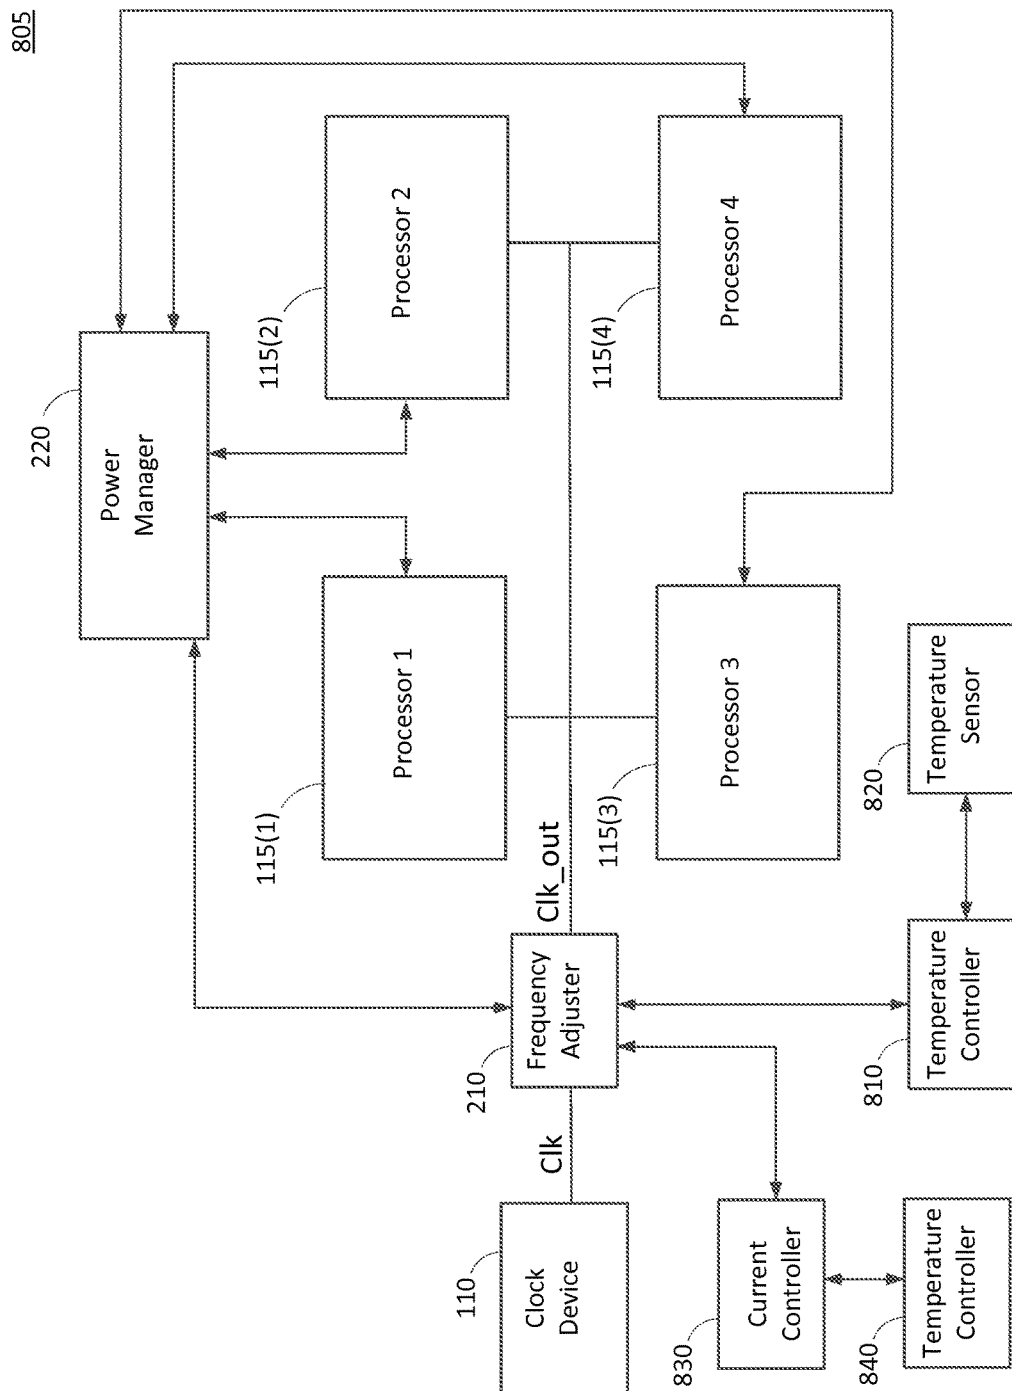 805
220
Power
Manager
115(1)
Processor 1
115(2)
Processor 2
110
Clock
Device
Clk
210
Frequency
Adjuster
Clk_out
115(3)
Processor 3
115(4)
Processor 4
830
Current
Controller
840
Temperature
Controller
810
Temperature
Controller
820
Temperature
Sensor